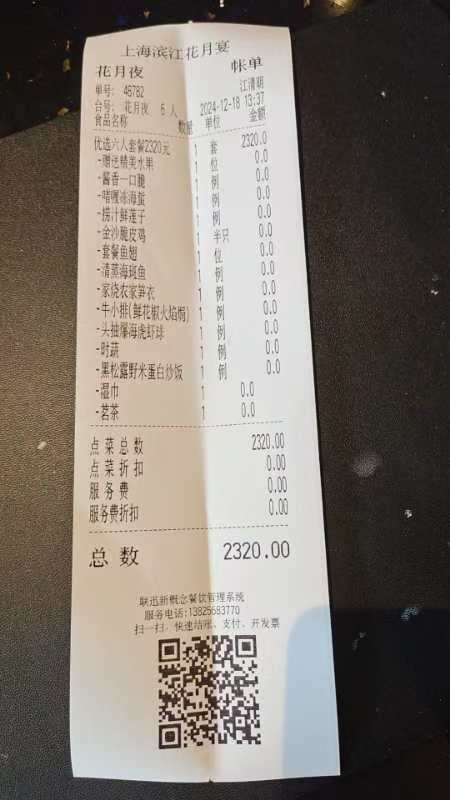 上海滨江花月宴
花月夜 帐单
单号: 46782 江清萌
台号: 花月夜 6 人 2024-12-18 13:37
食品名称 数量 单位 金额
优选六人套餐2320元 1 套 2320.0
-赠送精美水果 1 位 0.0
-酱香一口脆 1 例 0.0
-啫喱冰海蜇 1 例 0.0
-捞汁鲜莲子 1 例 0.0
-金沙脆皮鸡 1 半只 0.0
-套餐鱼翅 1 位 0.0
-清蒸海斑鱼 1 例 0.0
-家烧农家笋衣 1 例 0.0
-牛小排(鲜花椒火焰焗) 1 例 0.0
-头抽爆海虎虾球 1 例 0.0
-时蔬 1 例 0.0
-黑松露野米蛋白炒饭 1 例 0.0
-湿巾 1 0.0
-茗茶 1 0.0
点菜总数 2320.00
点菜折扣 0.00
服务费 0.00
服务费折扣 0.00
总数 2320.00
联迅新概念餐饮管理系统
服务电话:13825683770
扫一扫、快速结账、支付、开发票